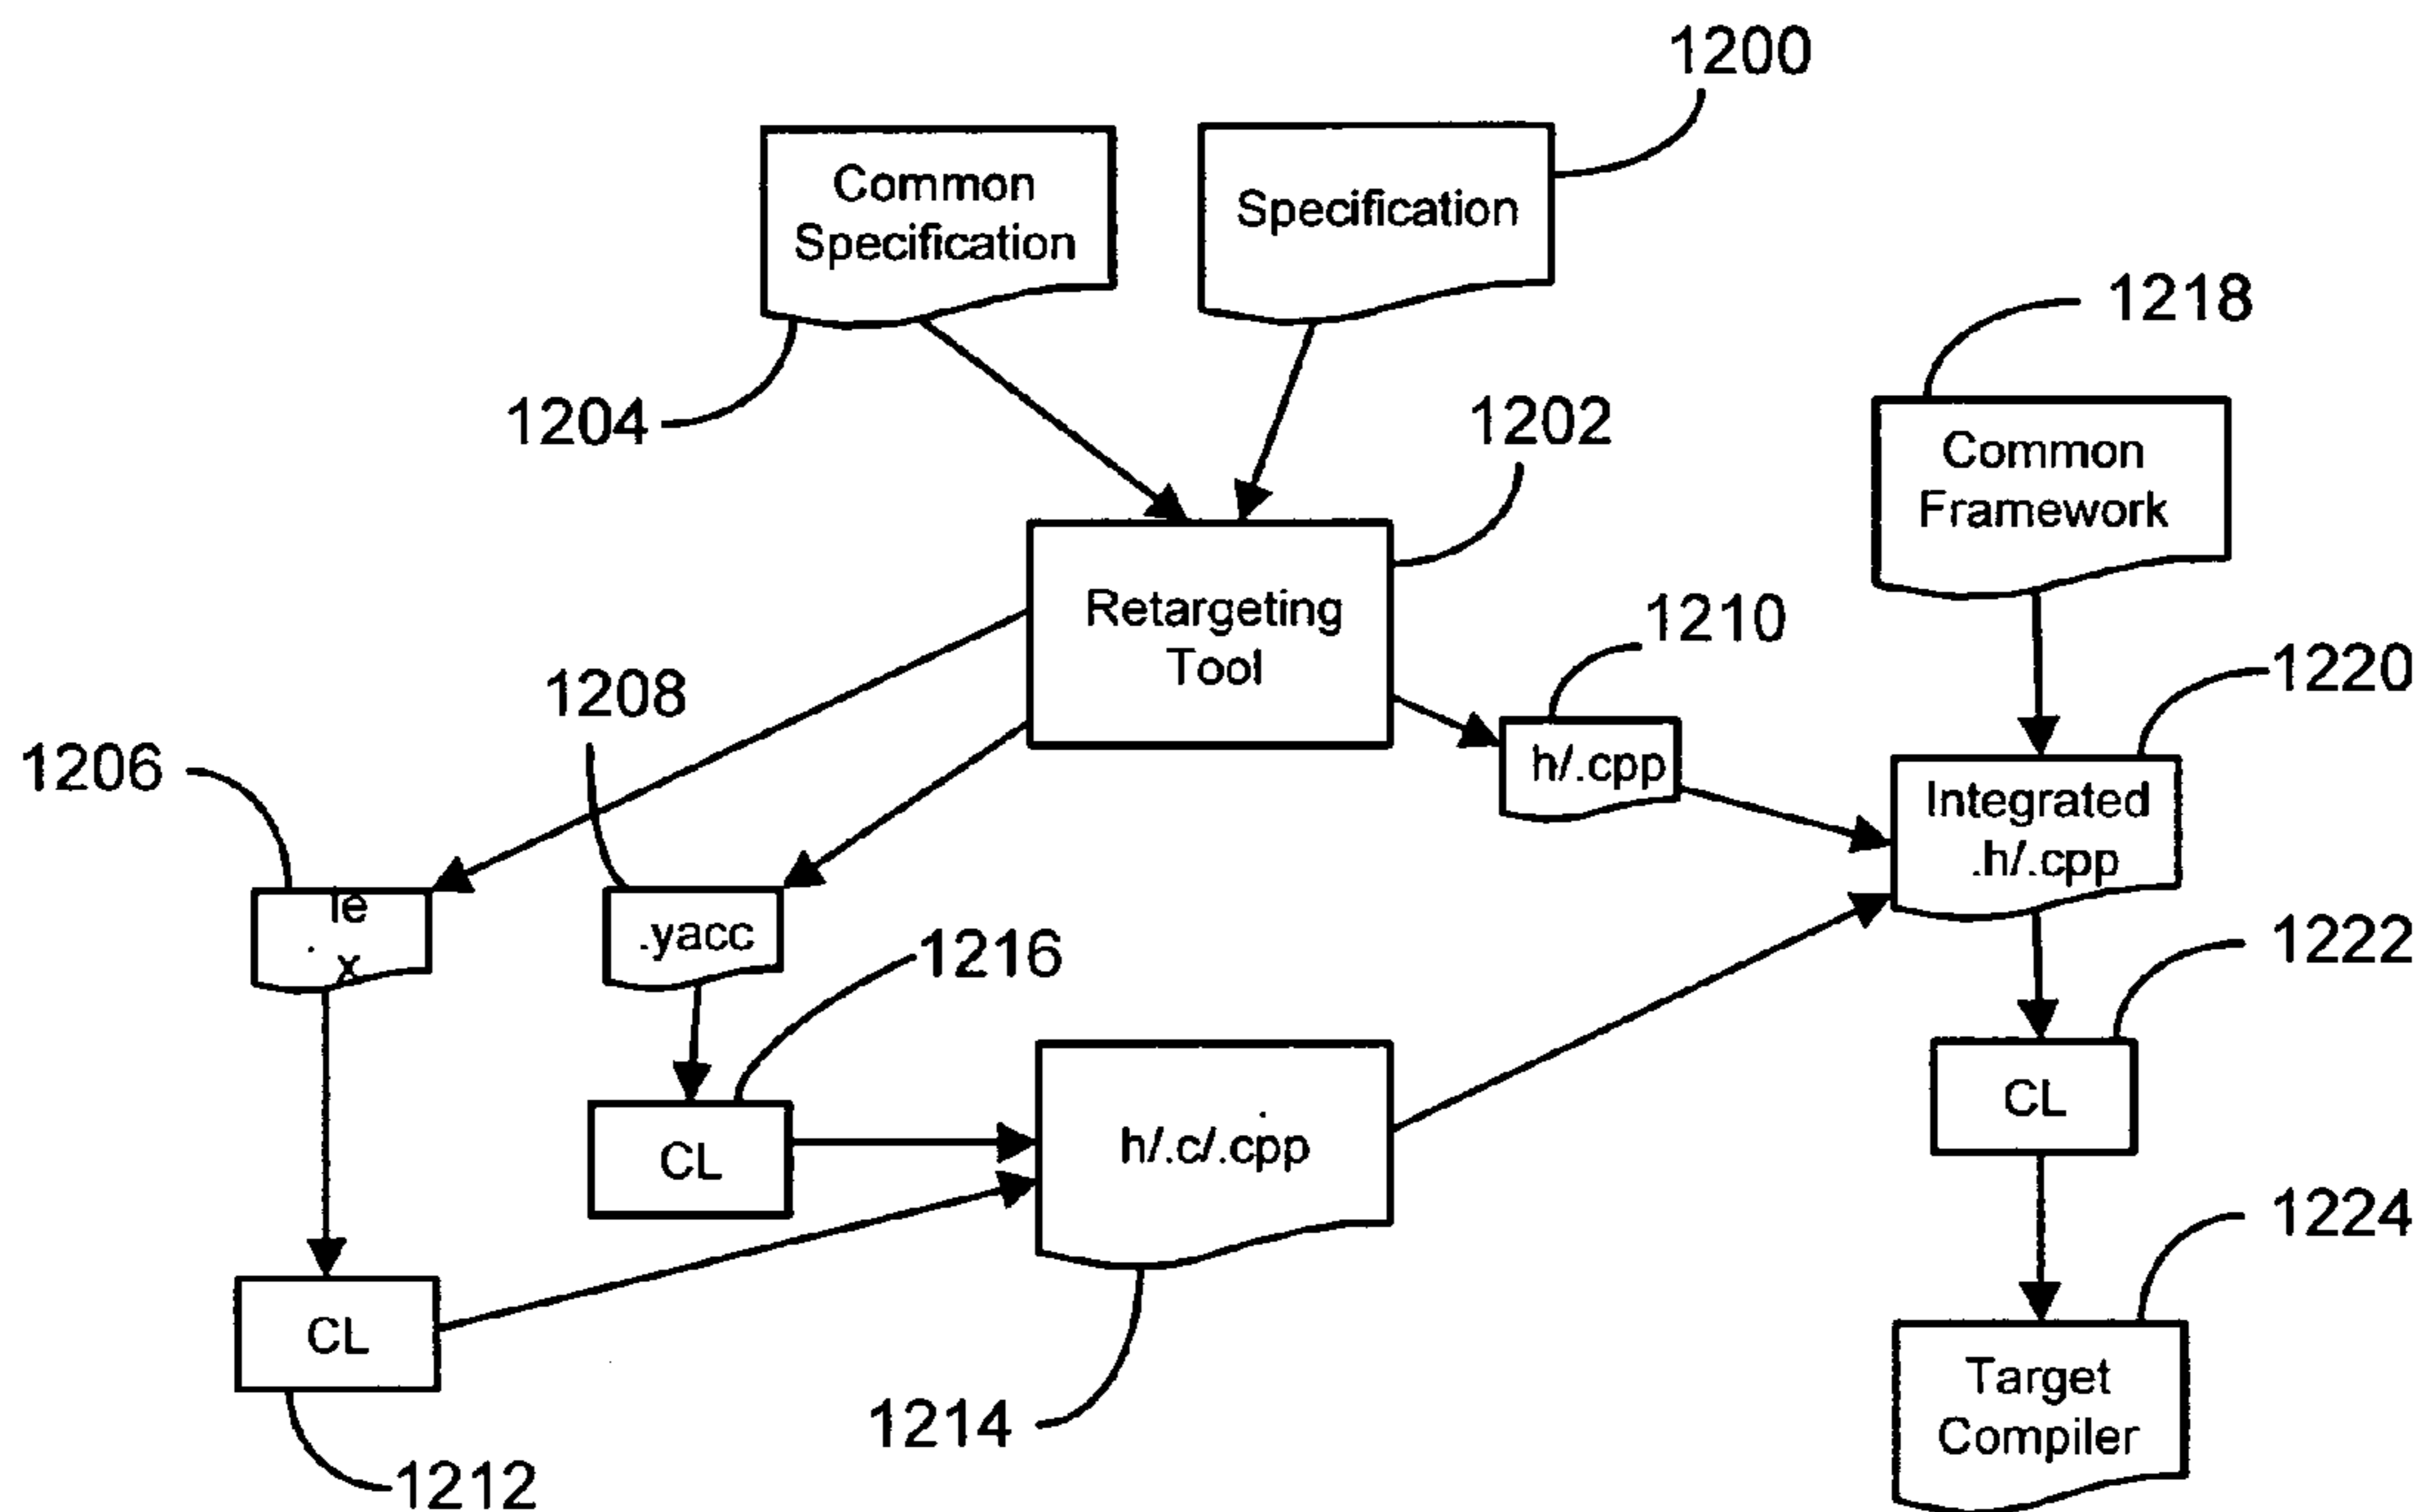 1200
Common
Specification
Specification
1218
1204
1202
Common
Framework
Retargeting
Tool
1210
1220
1208
1206
h/.cpp
Integrated
.h/.cpp
le
.
x
.yacc
1216
1222
CL
CL
.
h/.c/.cpp
1224
CL
Target
Compiler
1214
1212